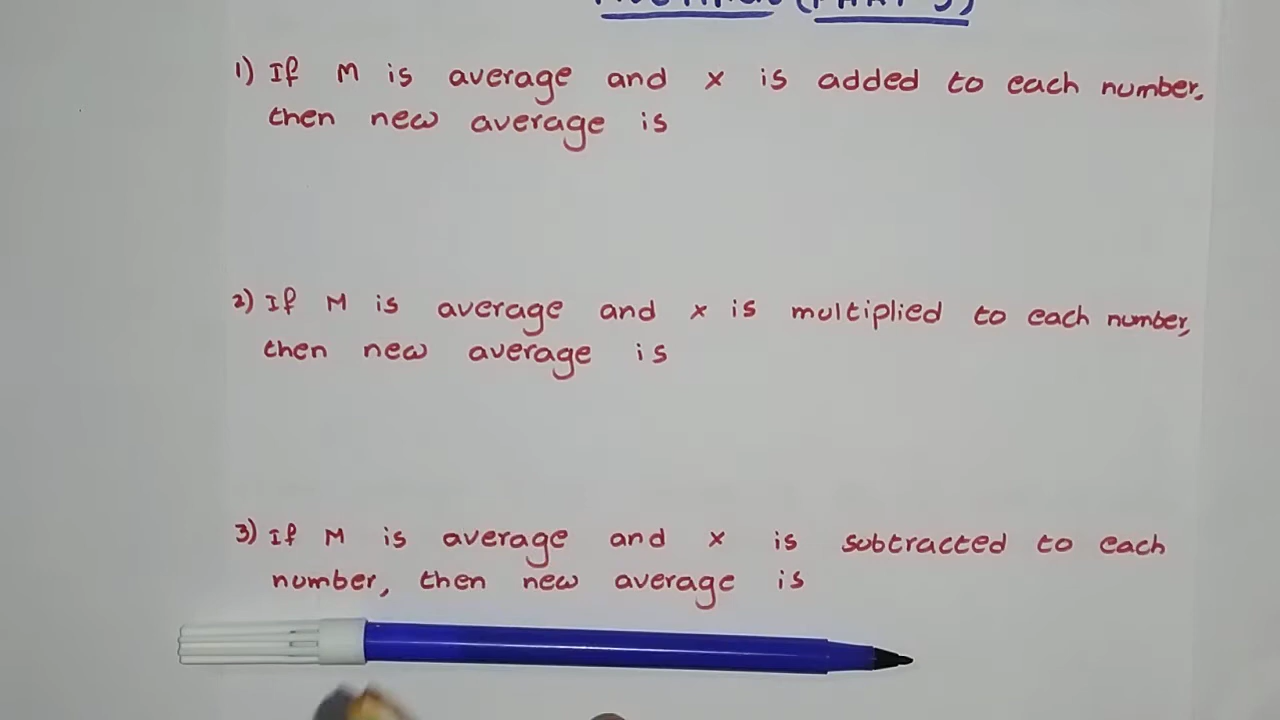 1) If M is average and x is added to each number,
then new average is
2) If M is average and x is multiplied to each number,
then new average is
3) If M is average and x is subtracted to each
number, then new average is